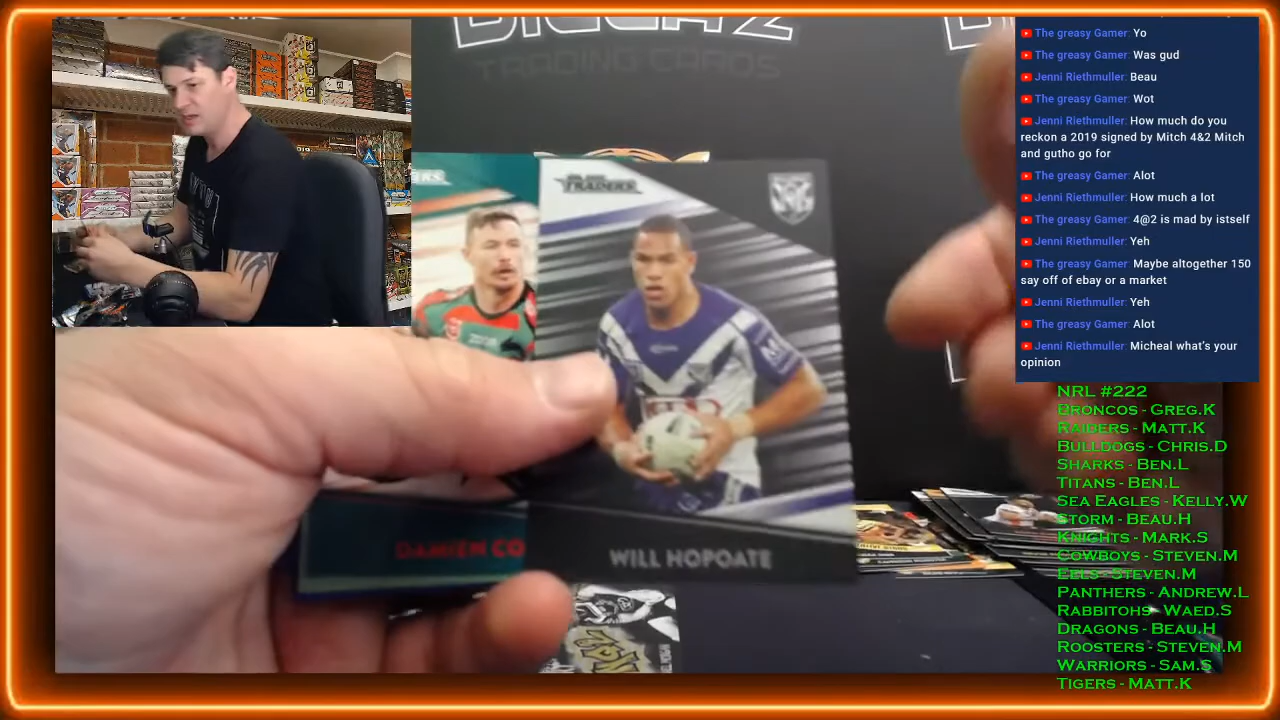 DIGGAZ
TRADING CARDS
The greasy Gamer: Yo
The greasy Gamer: Was gud
Jenni Riethmuller: Beau
The greasy Gamer: Wot
Jenni Riethmuller: How much do you
reckon a 2019 signed by Mitch 4&2 Mitch
and gutho go for
The greasy Gamer: Alot
Jenni Riethmuller: How much a lot
The greasy Gamer: 4@2 is mad by istself
Jenni Riethmuller: Yeh
The greasy Gamer: Maybe altogether 150
say off of ebay or a market
Jenni Riethmuller: Yeh
The greasy Gamer: Alot
Jenni Riethmuller: Micheal what's your
opinion
TRADERS
DAMIEN CO
WILL HOPOATE
NRL #222
Broncos - Greg.K
Raiders - Matt.K
Bulldogs - Chris.D
Sharks - Ben.L
Titans - Ben.L
Sea Eagles - Kelly.W
Storm - Beau.H
Knights - Mark.S
Cowboys - Steven.M
Eels - Steven.M
Panthers - Andrew.L
Rabbitohs - Waed.S
Dragons - Beau.H
Roosters - Steven.M
Warriors - Sam.S
Tigers - Matt.K